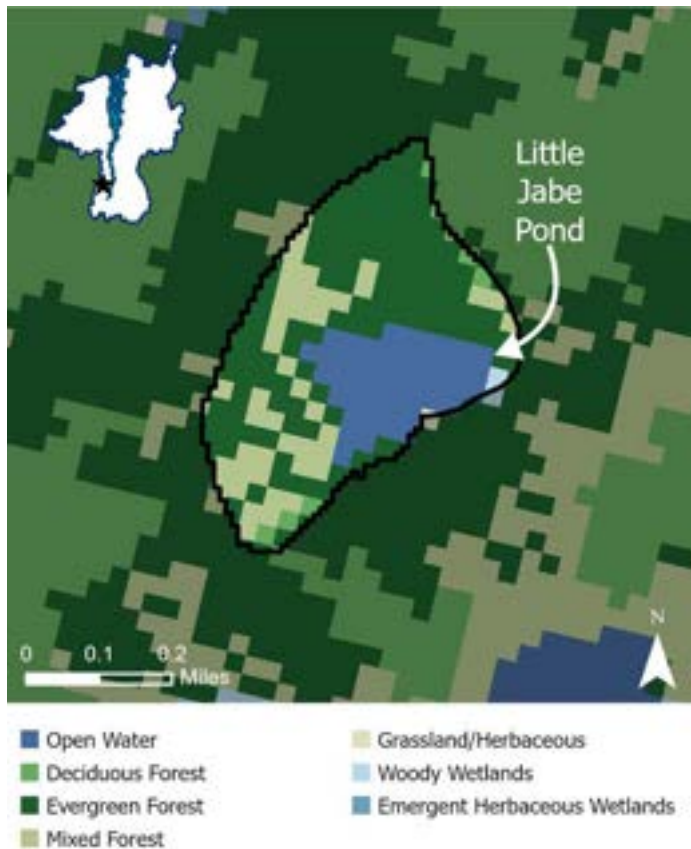 Little
Jabe
Pond
N
0 0.1 0.2
Miles
Open Water
Deciduous Forest
Evergreen Forest
Mixed Forest
Grassland/Herbaceous
Woody Wetlands
Emergent Herbaceous Wetlands